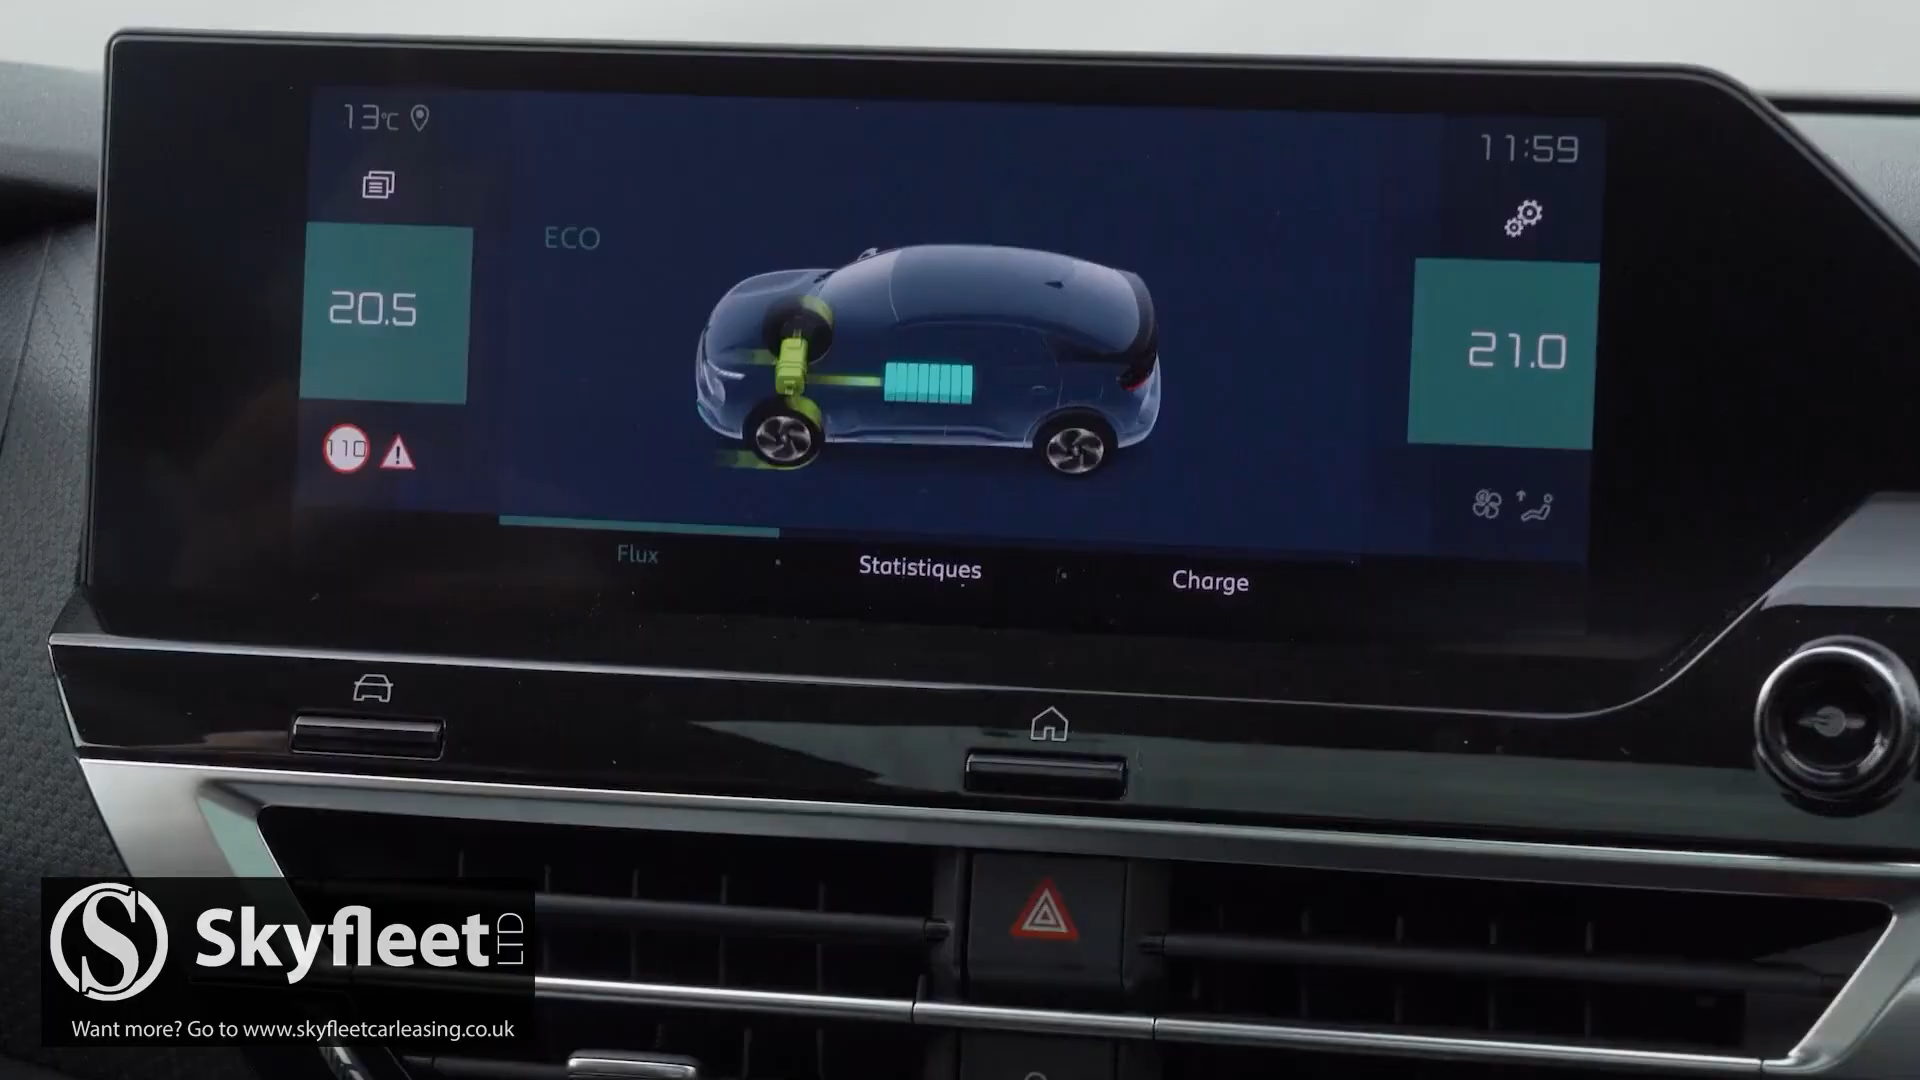 13°C
11:59
ECO
20.5
21.0
110
Flux
Statistiques
Charge
S Skyfleet LTD
Want more? Go to www.skyfleetcarleasing.co.uk